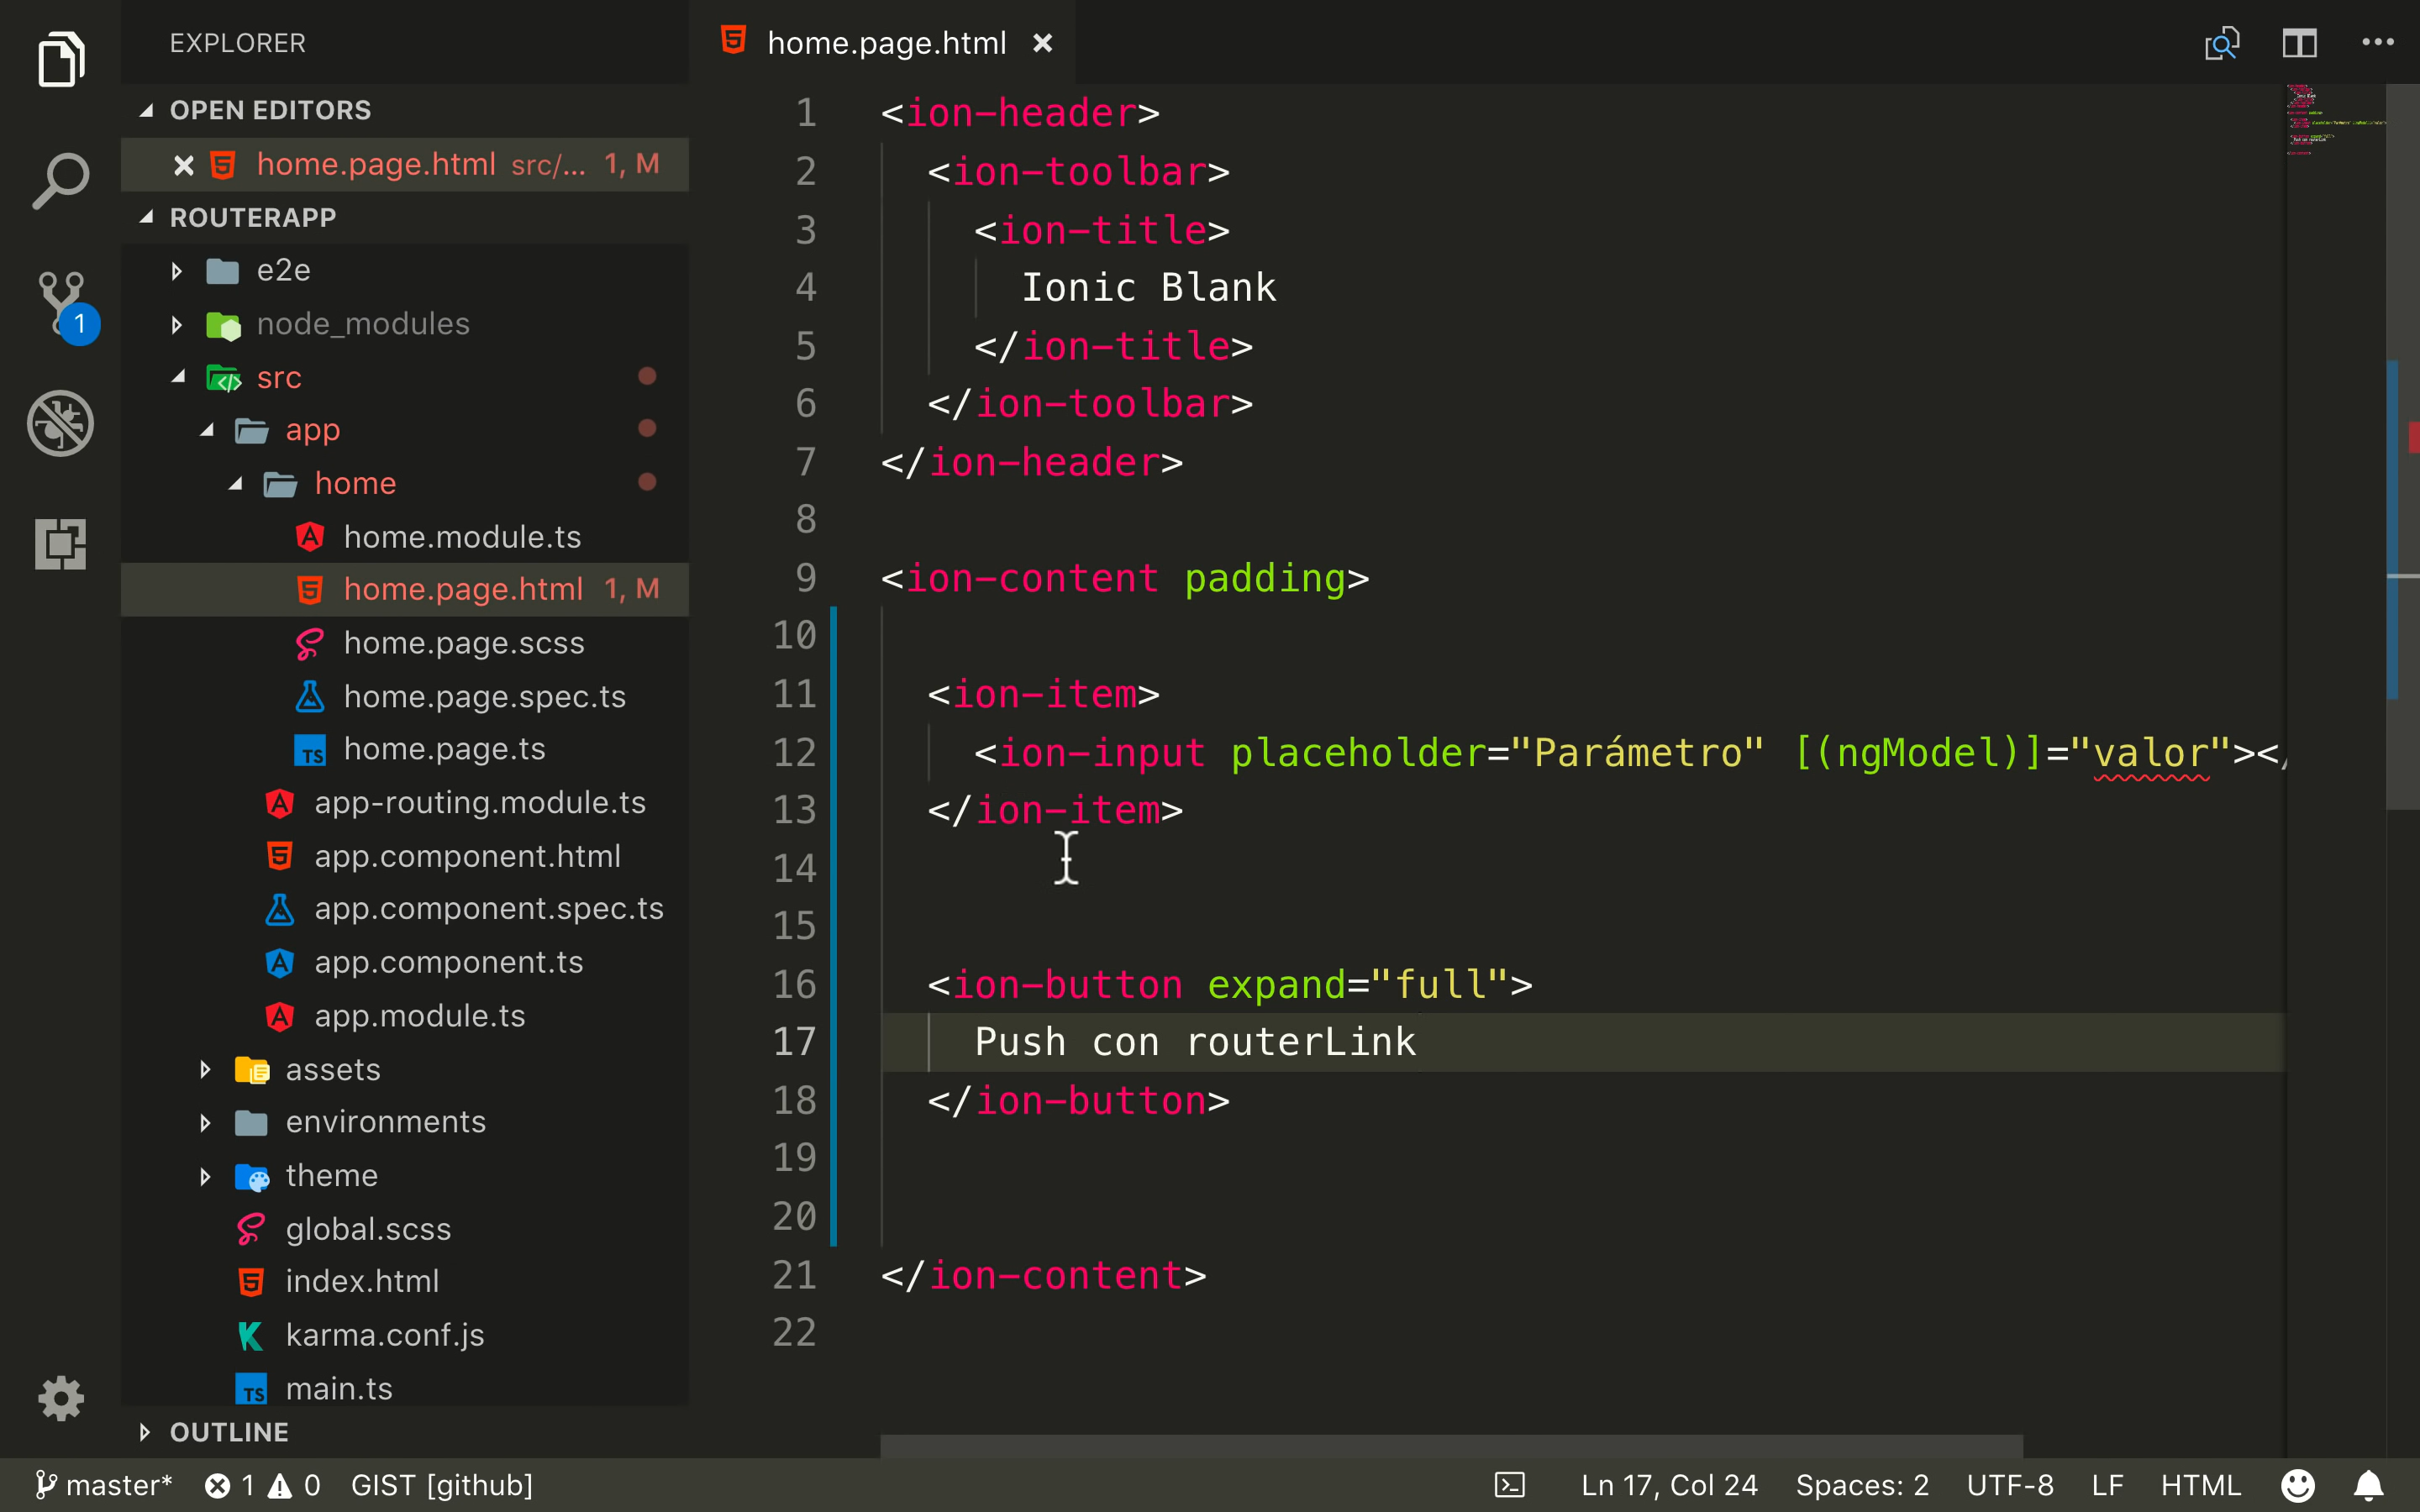 EXPLORER
OPEN EDITORS
home.page.html src/... 1, M
ROUTERAPP
e2e
node_modules
src
app
home
home.module.ts
home.page.html 1, M
home.page.scss
home.page.spec.ts
home.page.ts
app-routing.module.ts
app.component.html
app.component.spec.ts
app.component.ts
app.module.ts
assets
environments
theme
global.scss
index.html
karma.conf.js
main.ts
OUTLINE
1
home.page.html
1 <ion-header>
2 <ion-toolbar>
3 <ion-title>
4 Ionic Blank
5 </ion-title>
6 </ion-toolbar>
7 </ion-header>
8
9 <ion-content padding>
10
11 <ion-item>
12 <ion-input placeholder="Parámetro" [(ngModel)]="valor"></
13 </ion-item>
14
15
16 <ion-button expand="full">
17 Push con routerLink
18 </ion-button>
19
20
21 </ion-content>
22
master* 1 0 GIST [github] Ln 17, Col 24 Spaces: 2 UTF-8 LF HTML